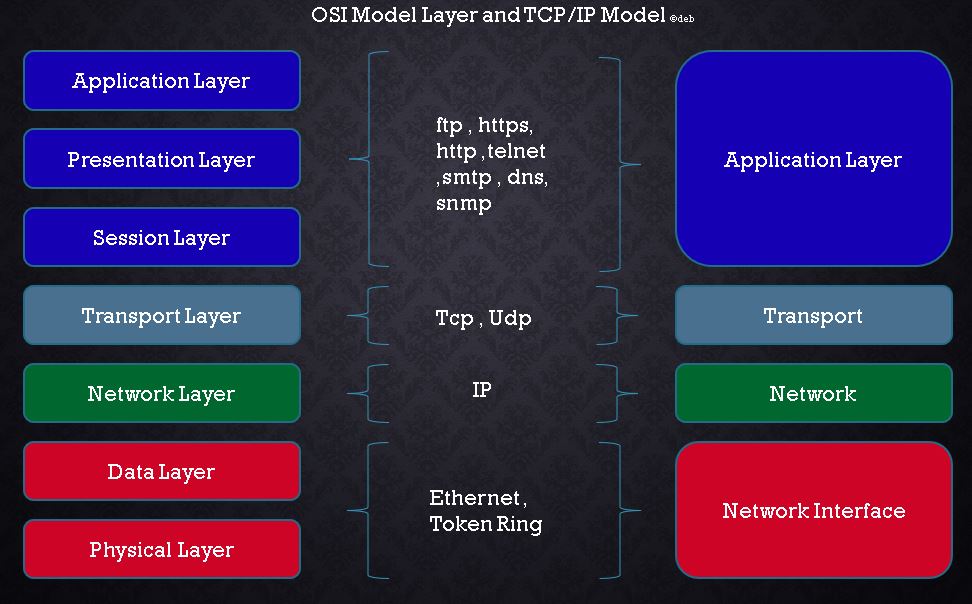 OSI Model Layer and TCP/IP Model ©deb
Application Layer
Presentation Layer
Session Layer
Transport Layer
Network Layer
Data Layer
Physical Layer
ftp , https,
http ,telnet
,smtp , dns,
snmp
Tcp , Udp
IP
Ethernet,
Token Ring
Application Layer
Transport
Network
Network Interface